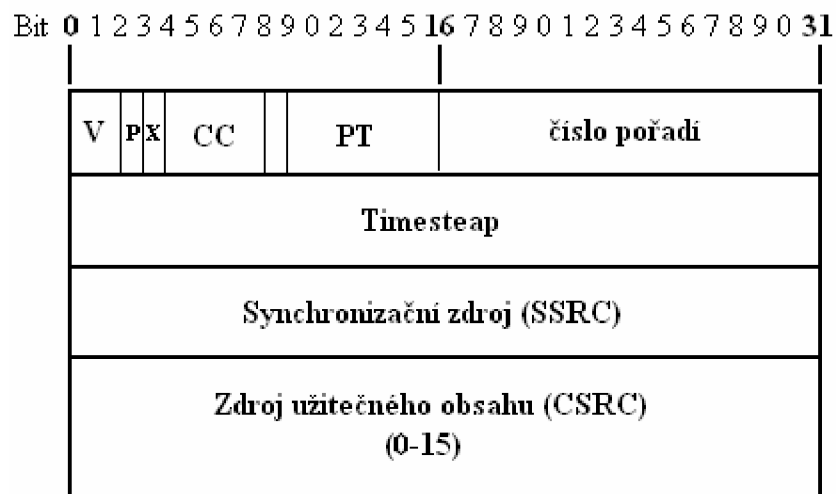 Bit 0 1 2 3 4 5 6 7 8 9 0 1 2 3 4 5 16 7 8 9 0 1 2 3 4 5 6 7 8 9 0 31
V P X CC PT číslo pořadí
Timesteap
Synchronizační zdroj (SSRC)
Zdroj užitečného obsahu (CSRC)
(0-15)